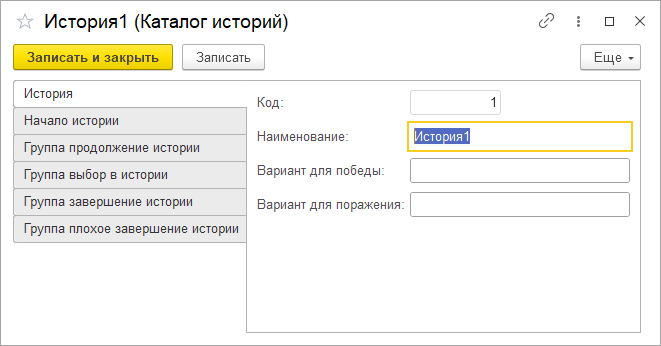 История1 (Каталог историй)
Записать и закрыть Записать Еще
История
Начало истории
Группа продолжение истории
Группа выбор в истории
Группа завершение истории
Группа плохое завершение истории
Код: 1
Наименование: История1
Вариант для победы:
Вариант для поражения: